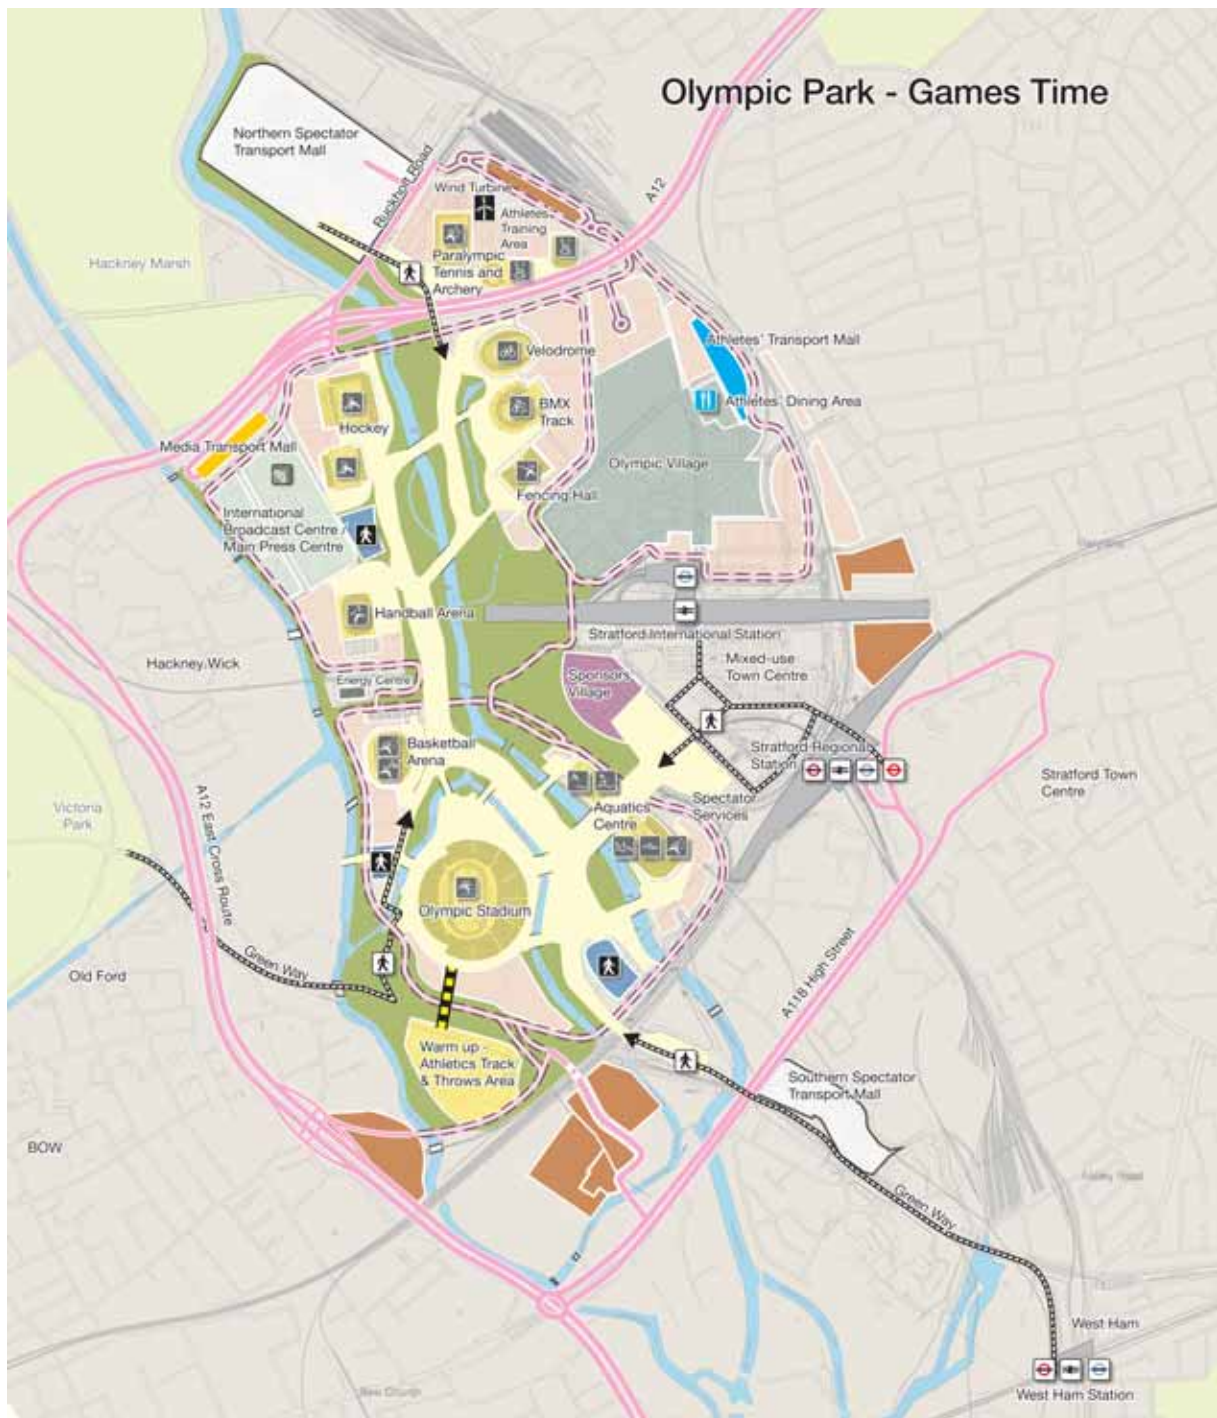 Olympic Park - Games Time
Northern Spectator
Transport Mall
Ruckholt Road
A12
Wind Turbine
Athletes'
Training
Area
Paralympic
Tennis and
Archery
Hackney Marsh
Velodrome
Athletes' Transport Mall
BMX
Track
Athletes' Dining Area
Hockey
Media Transport Mall
Olympic Village
Fencing Hall
International
Broadcast Centre /
Main Press Centre
Handball Arena
Stratford International Station
Hackney Wick
Mixed-use
Town Centre
Energy Centre
Sponsors
Village
Basketball
Arena
Stratford Regional
Station
Stratford Town
Centre
Victoria
Park
A12 East Cross Route
Aquatics
Centre
Spectator
Services
Olympic Stadium
Green Way
Old Ford
A118 High Street
Warm up -
Athletics Track
& Throws Area
Southern Spectator
Transport Mall
BOW
Green Way
West Ham
West Ham Station